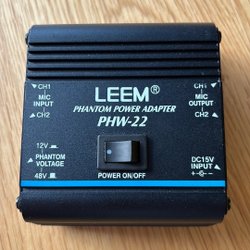 LEEM®
PHANTOM POWER ADAPTER
PHW-22
CH1
MIC
INPUT
CH2
CH1
MIC
OUTPUT
CH2
12V
PHANTOM
VOLTAGE
48V
POWER ON/OFF
DC15V
INPUT
+ -